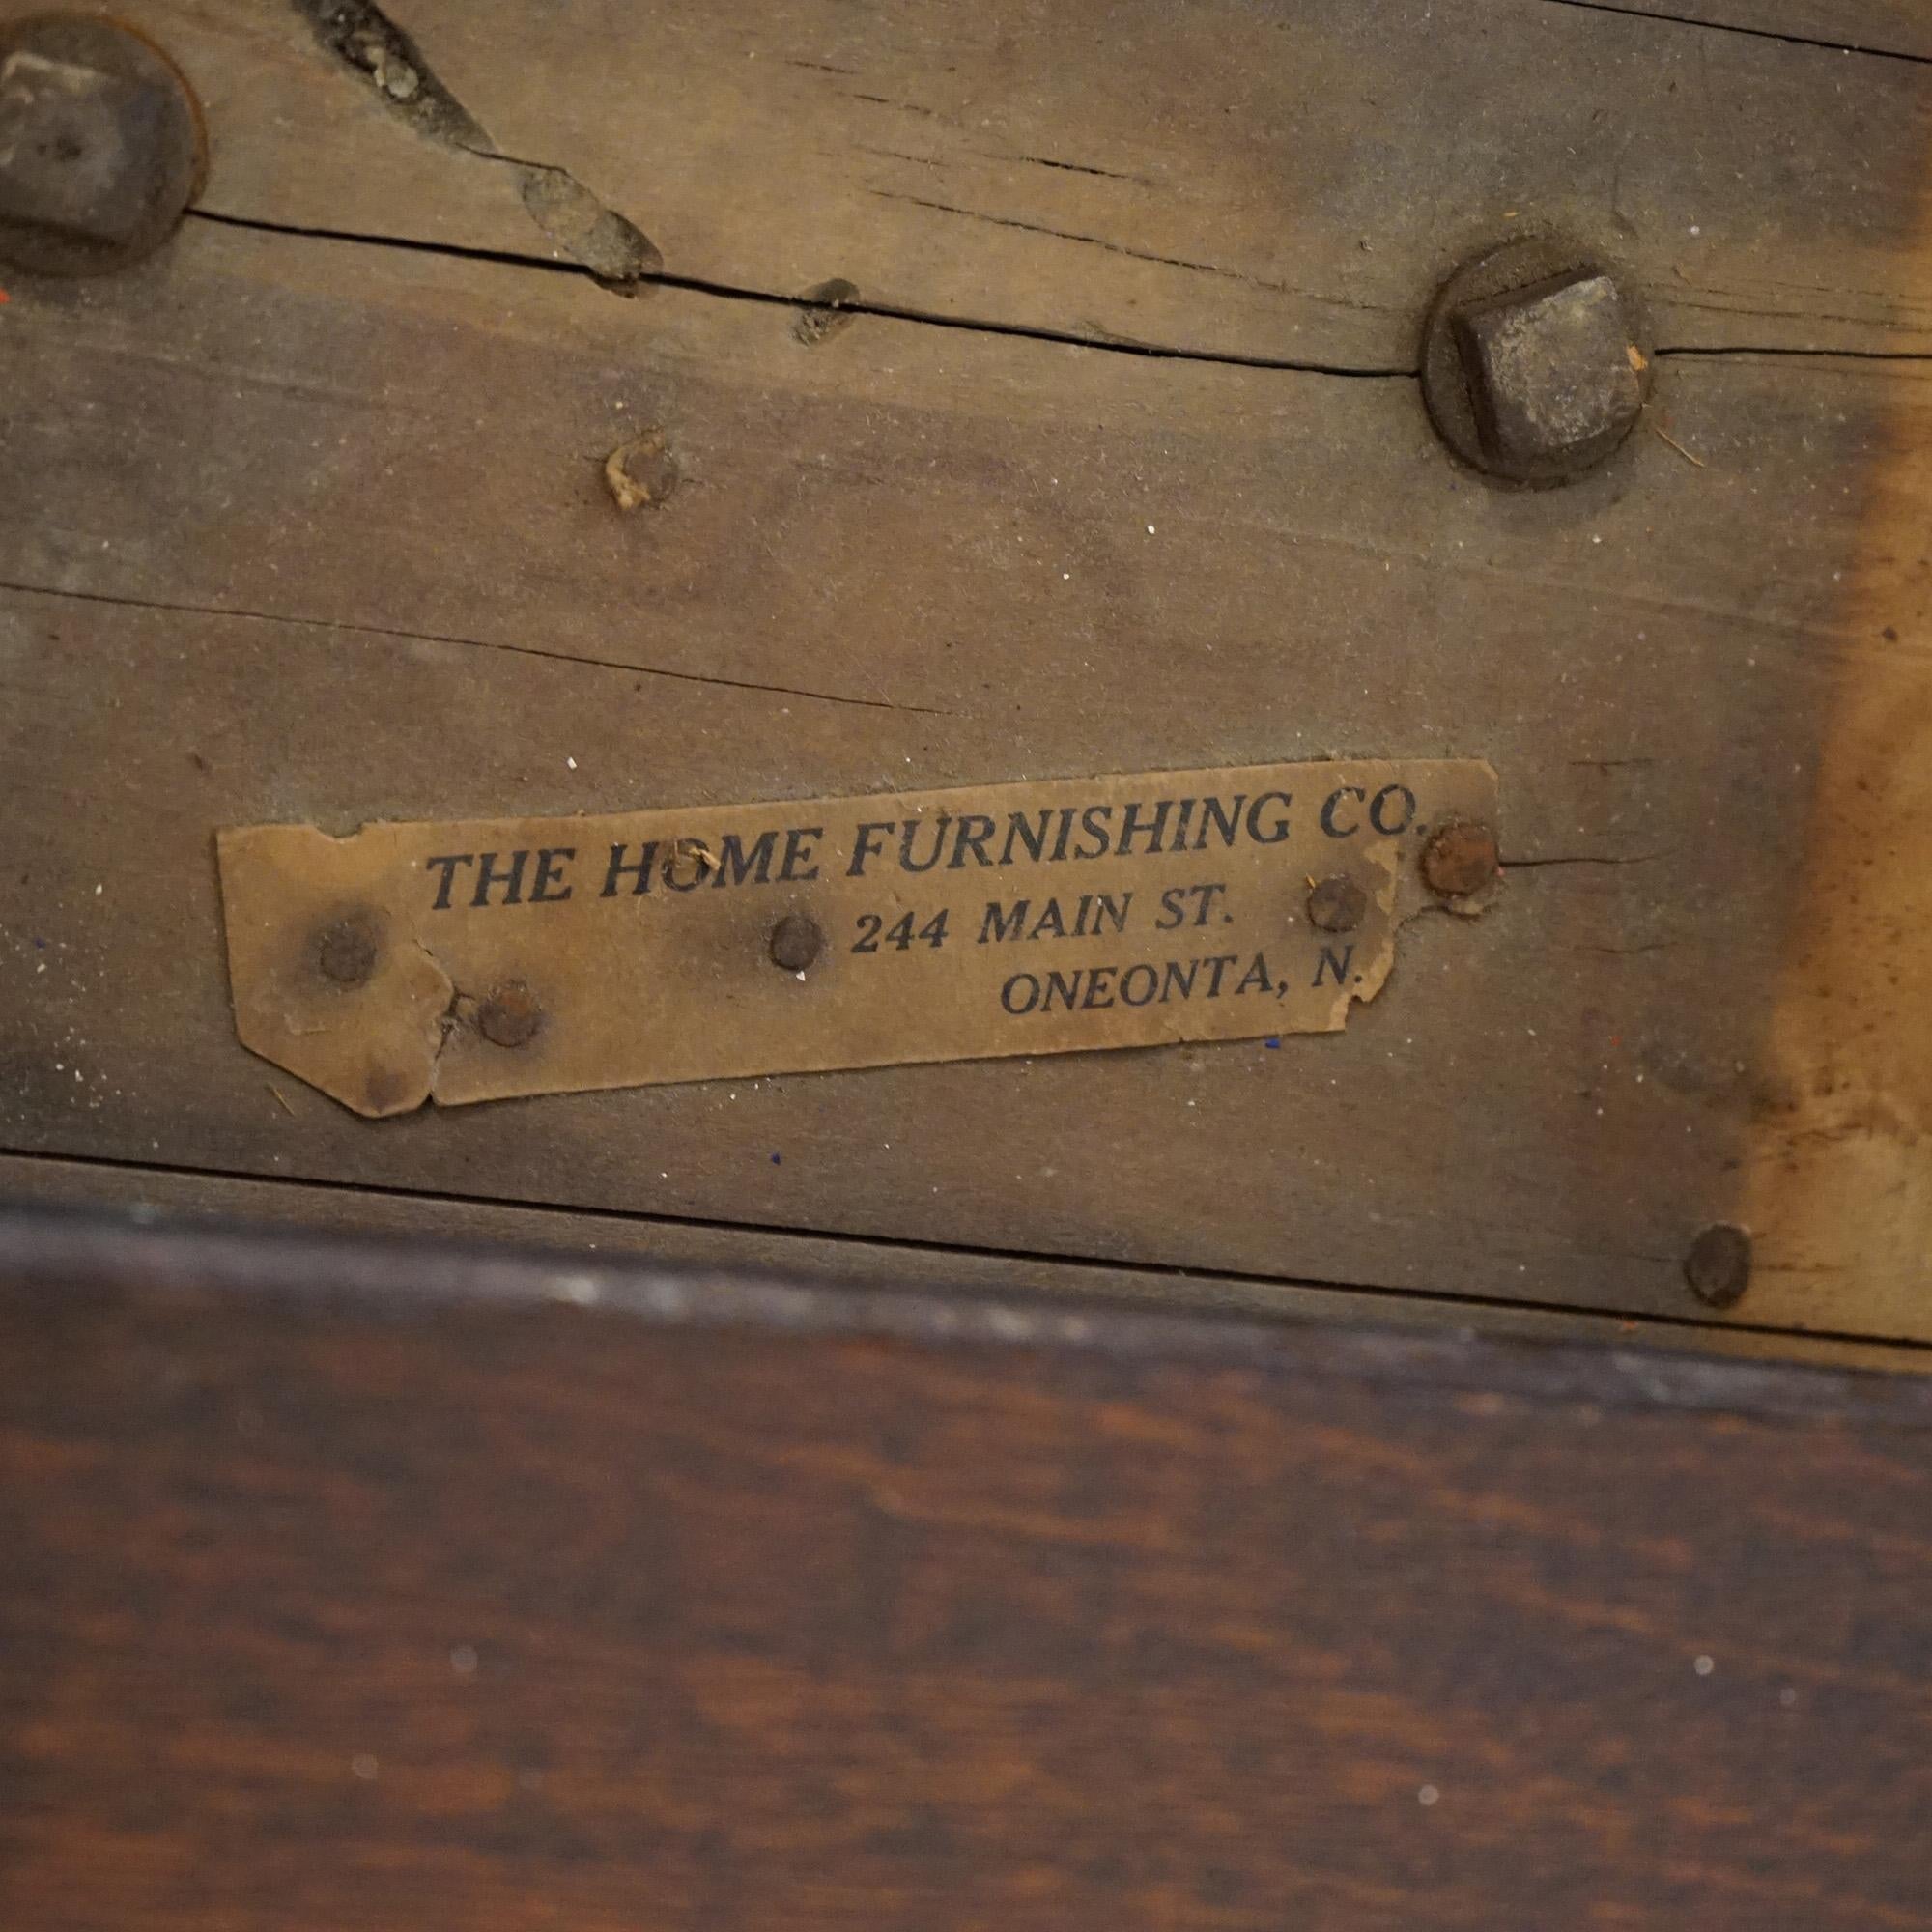 THE HOME FURNISHING CO.
244 MAIN ST.
ONEONTA, N.